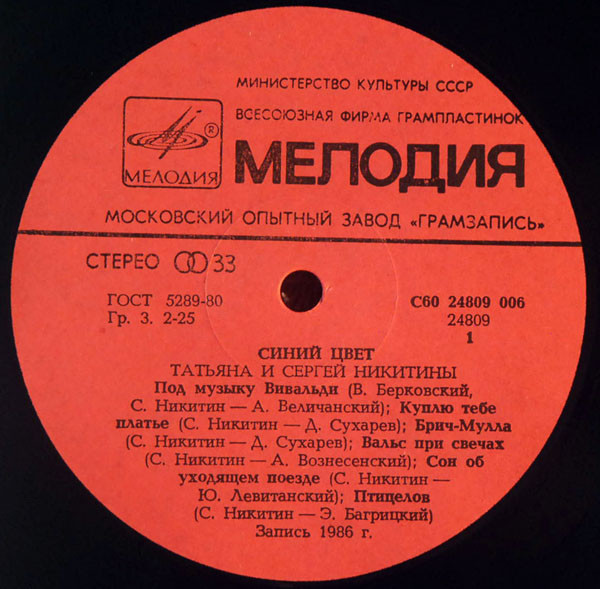 МИНИСТЕРСТВО КУЛЬТУРЫ СССР
ВСЕСОЮЗНАЯ ФИРМА ГРАМПЛАСТИНОК
®
МЕЛОДИЯ
МЕЛОДИЯ
МОСКОВСКИЙ ОПЫТНЫЙ ЗАВОД «ГРАМЗАПИСЬ»
СТЕРЕО 33
ГОСТ 5289-80
Гр. 3. 2-25
С60 24809 006
24809
1
СИНИЙ ЦВЕТ
ТАТЬЯНА И СЕРГЕЙ НИКИТИНЫ
Под музыку Вивальди (В. Берковский,
С. Никитин — А. Величанский); Куплю тебе
платье (С. Никитин — Д. Сухарев); Брич-Мулла
(С. Никитин — Д. Сухарев); Вальс при свечах
(С. Никитин — А. Вознесенский); Сон об
уходящем поезде (С. Никитин —
Ю. Левитанский); Птицелов
(С. Никитин — Э. Багрицкий)
Запись 1986 г.